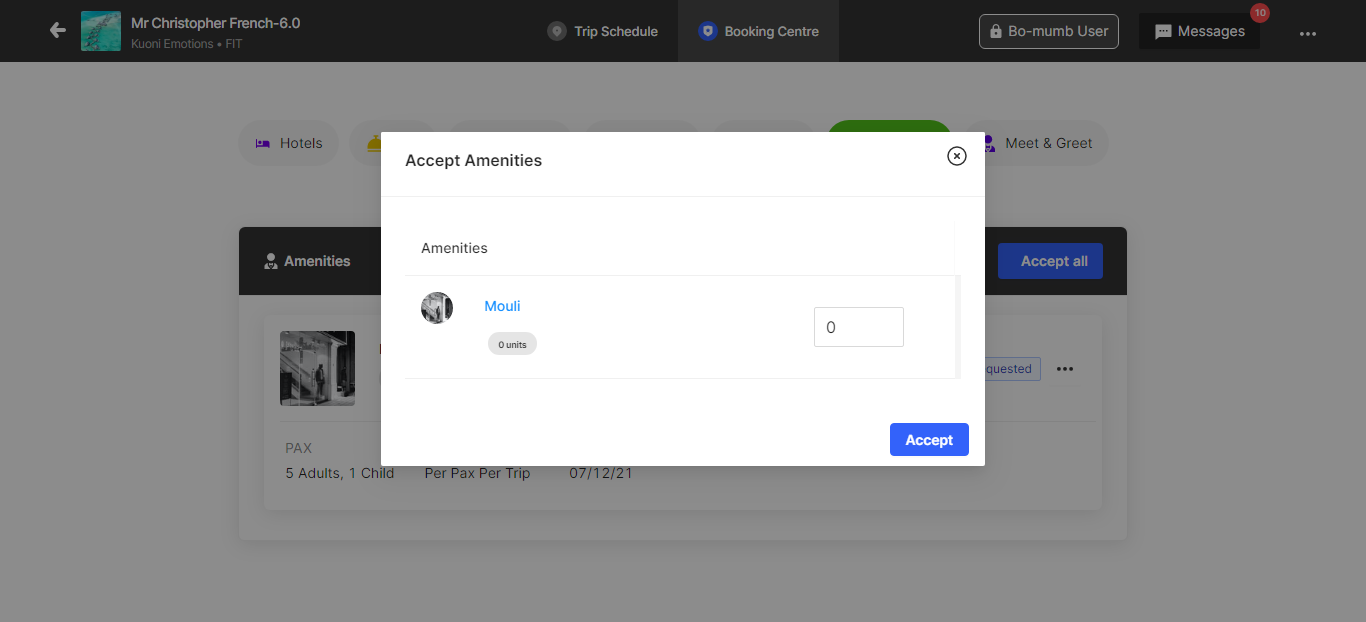 Mr Christopher French-6.0
Kuoni Emotions • FIT
Trip Schedule
Booking Centre
Bo-mumb User
Messages
10
Hotels
Meet & Greet
Accept Amenities
Amenities
Accept all
Amenities
Mouli
0 units
0
quested
Accept
PAX
5 Adults, 1 Child
Per Pax Per Trip
07/12/21